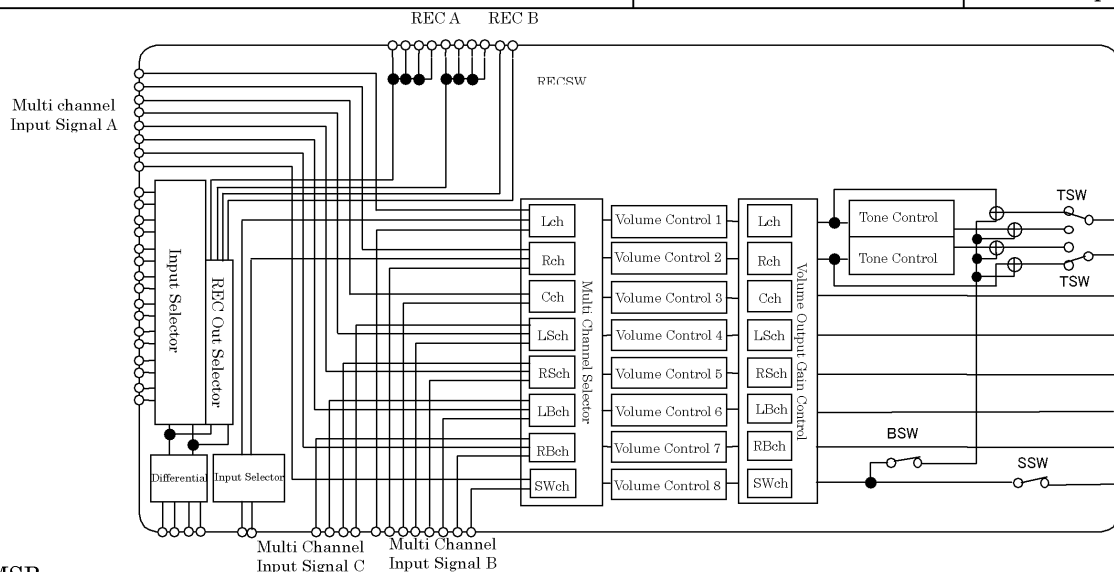 REC A
REC B
RECSW
Multi channel
Input Signal A
Input Selector
REC Out Selector
Differential
Input Selector
Multi Channel
Input Signal C
Multi Channel
Input Signal B
Lch
Rch
Cch
LSch
RSch
LBch
RBch
SWch
Multi Channel Selector
Volume Control 1
Volume Control 2
Volume Control 3
Volume Control 4
Volume Control 5
Volume Control 6
Volume Control 7
Volume Control 8
Lch
Rch
Cch
LSch
RSch
LBch
RBch
SWch
Volume Output Gain Control
Tone Control
Tone Control
TSW
TSW
BSW
SSW